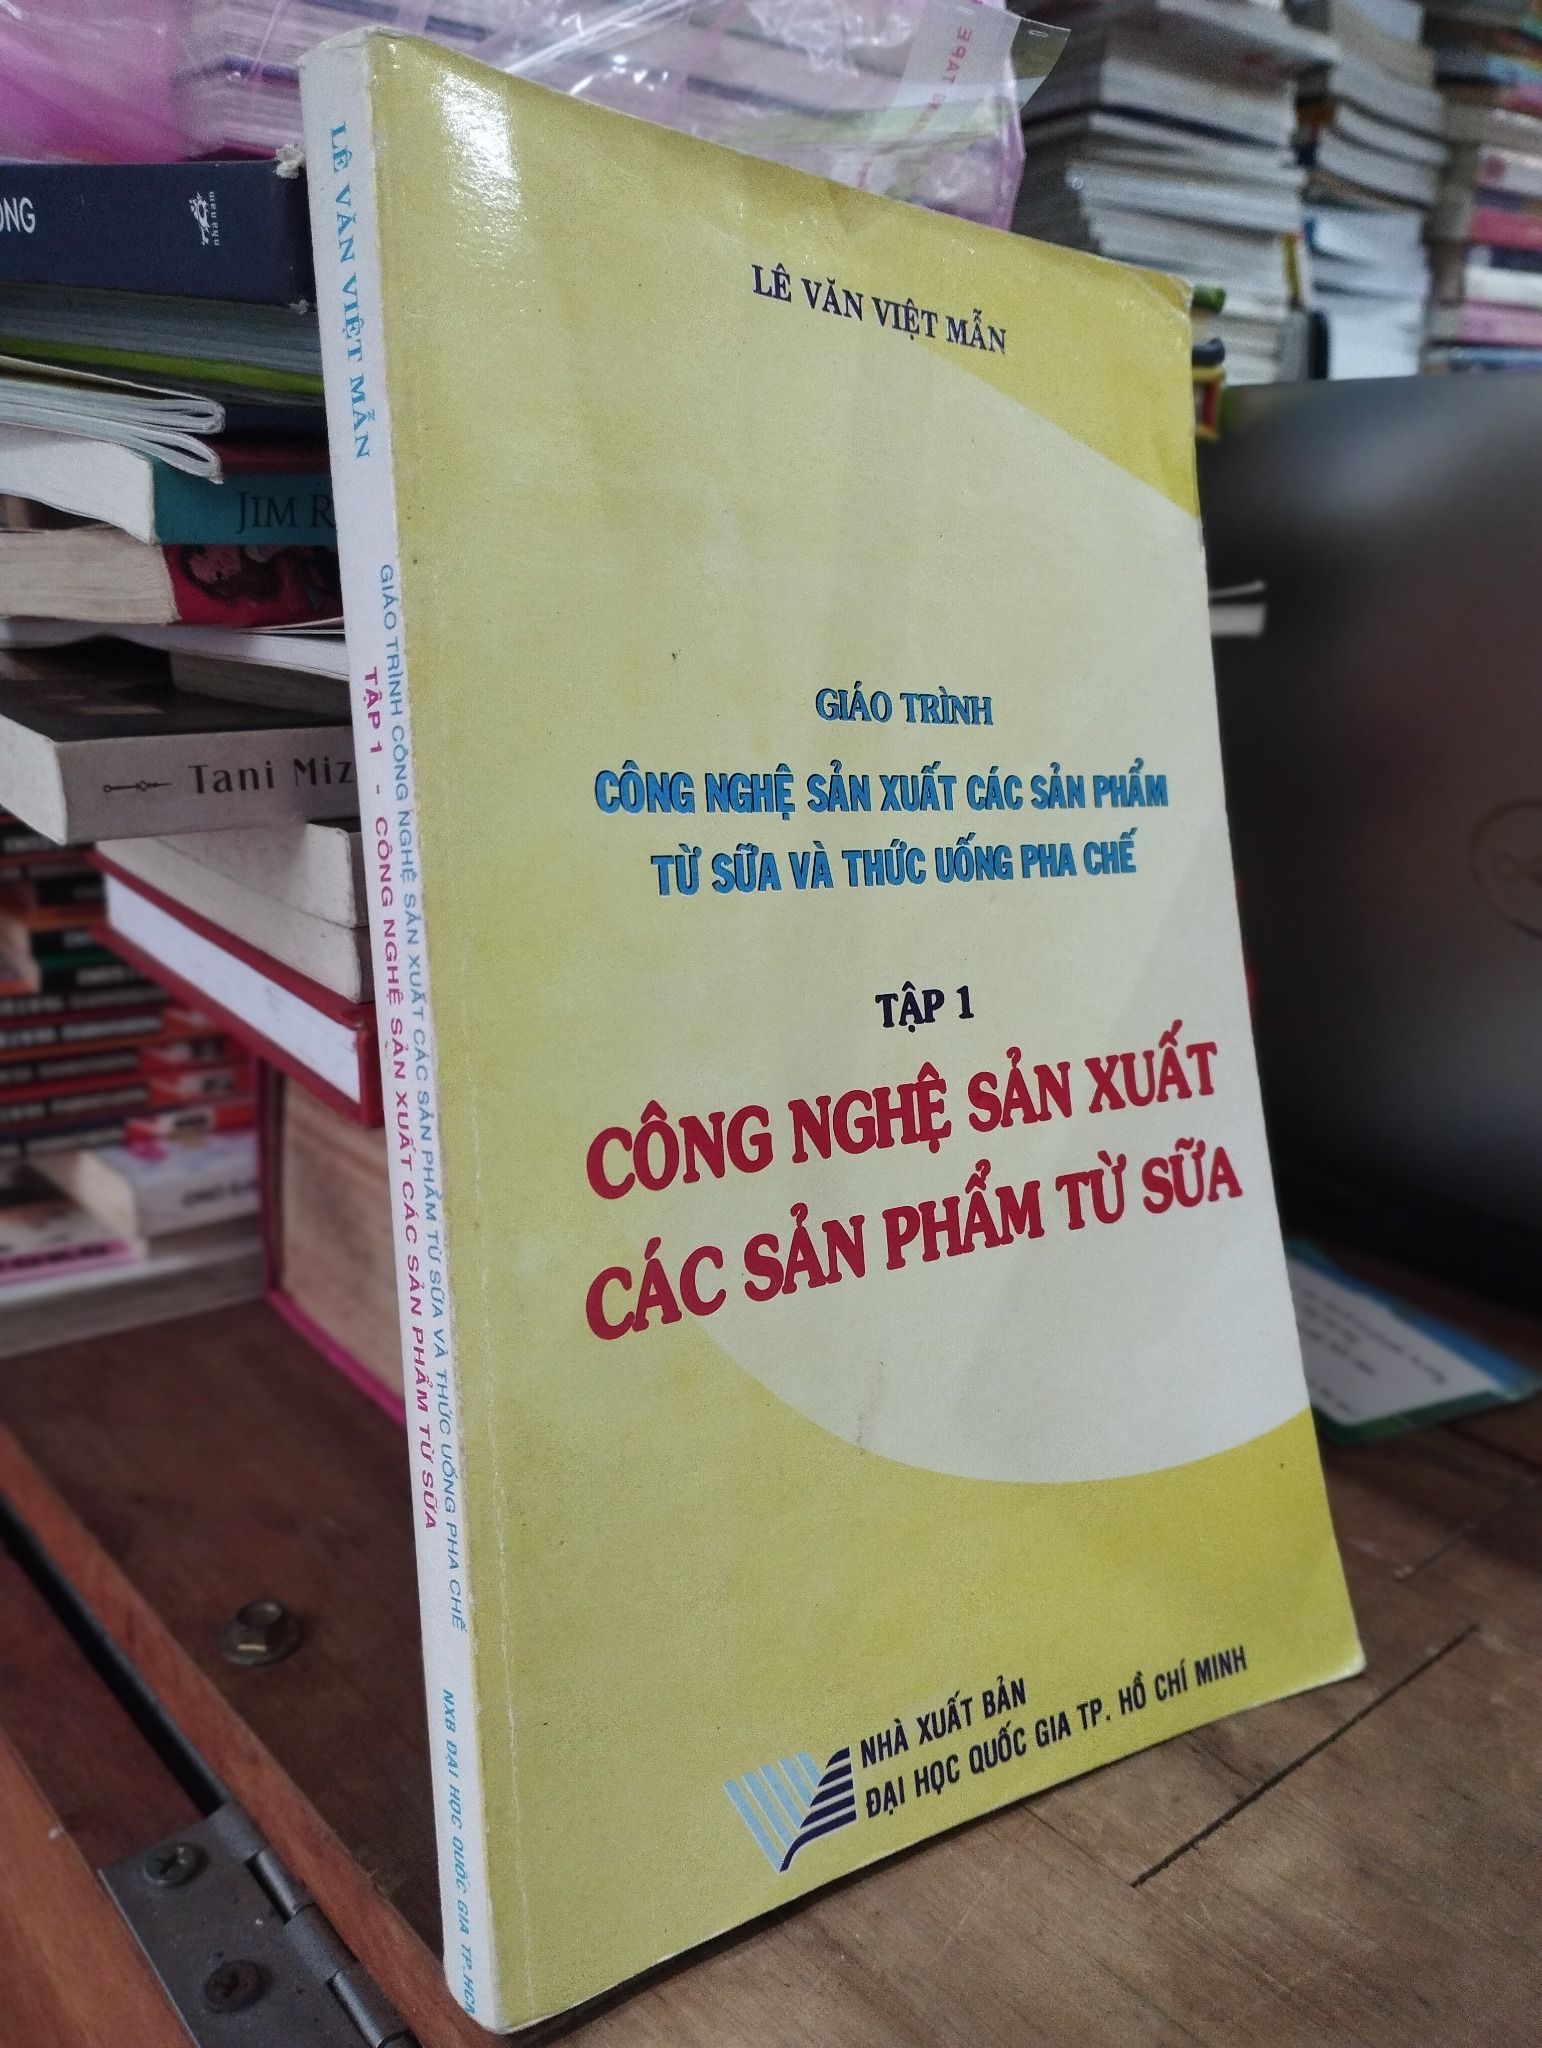 LÊ VĂN VIỆT MẪN
GIÁO TRÌNH
CÔNG NGHỆ SẢN XUẤT CÁC SẢN PHẨM
TỪ SỮA VÀ THỨC UỐNG PHA CHẾ
TẬP 1
CÔNG NGHỆ SẢN XUẤT
CÁC SẢN PHẨM TỪ SỮA
NHÀ XUẤT BẢN
ĐẠI HỌC QUỐC GIA TP. HỒ CHÍ MINH
LÊ VĂN VIỆT MẪN
GIÁO TRÌNH CÔNG NGHỆ SẢN XUẤT CÁC SẢN PHẨM TỪ SỮA VÀ THỨC UỐNG PHA CHẾ
TẬP 1 - CÔNG NGHỆ SẢN XUẤT CÁC SẢN PHẨM TỪ SỮA
NXB ĐẠI HỌC QUỐC GIA TP.HCM
JIM
Tani